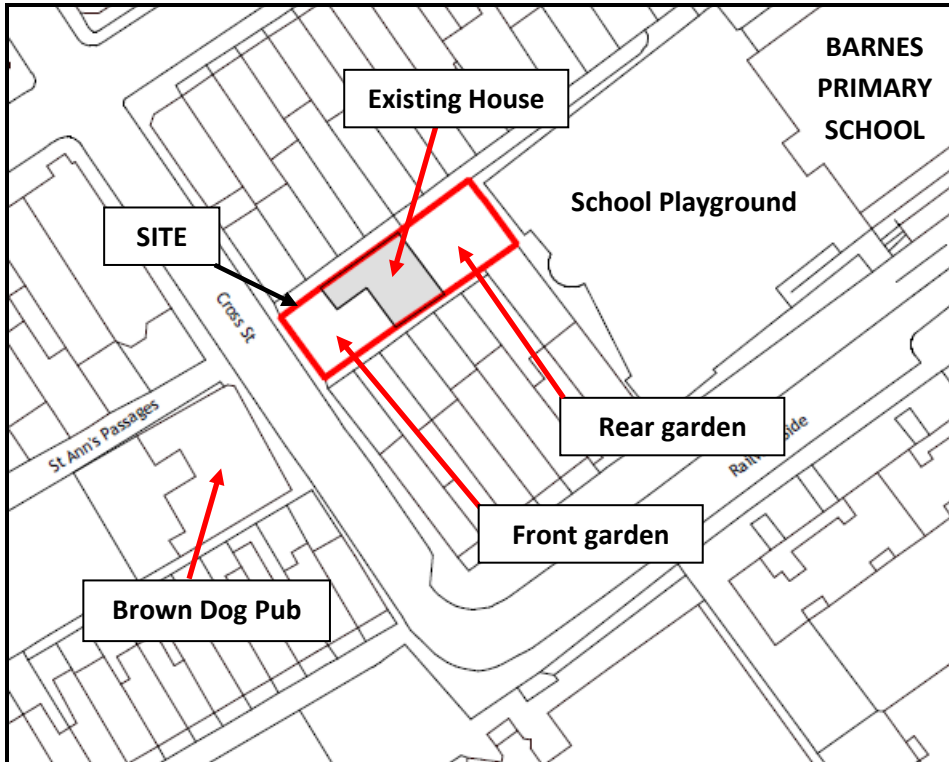 BARNES
PRIMARY
SCHOOL
Existing House
School Playground
SITE
Cross St
St Ann's Passages
Rear garden
Front garden
Brown Dog Pub